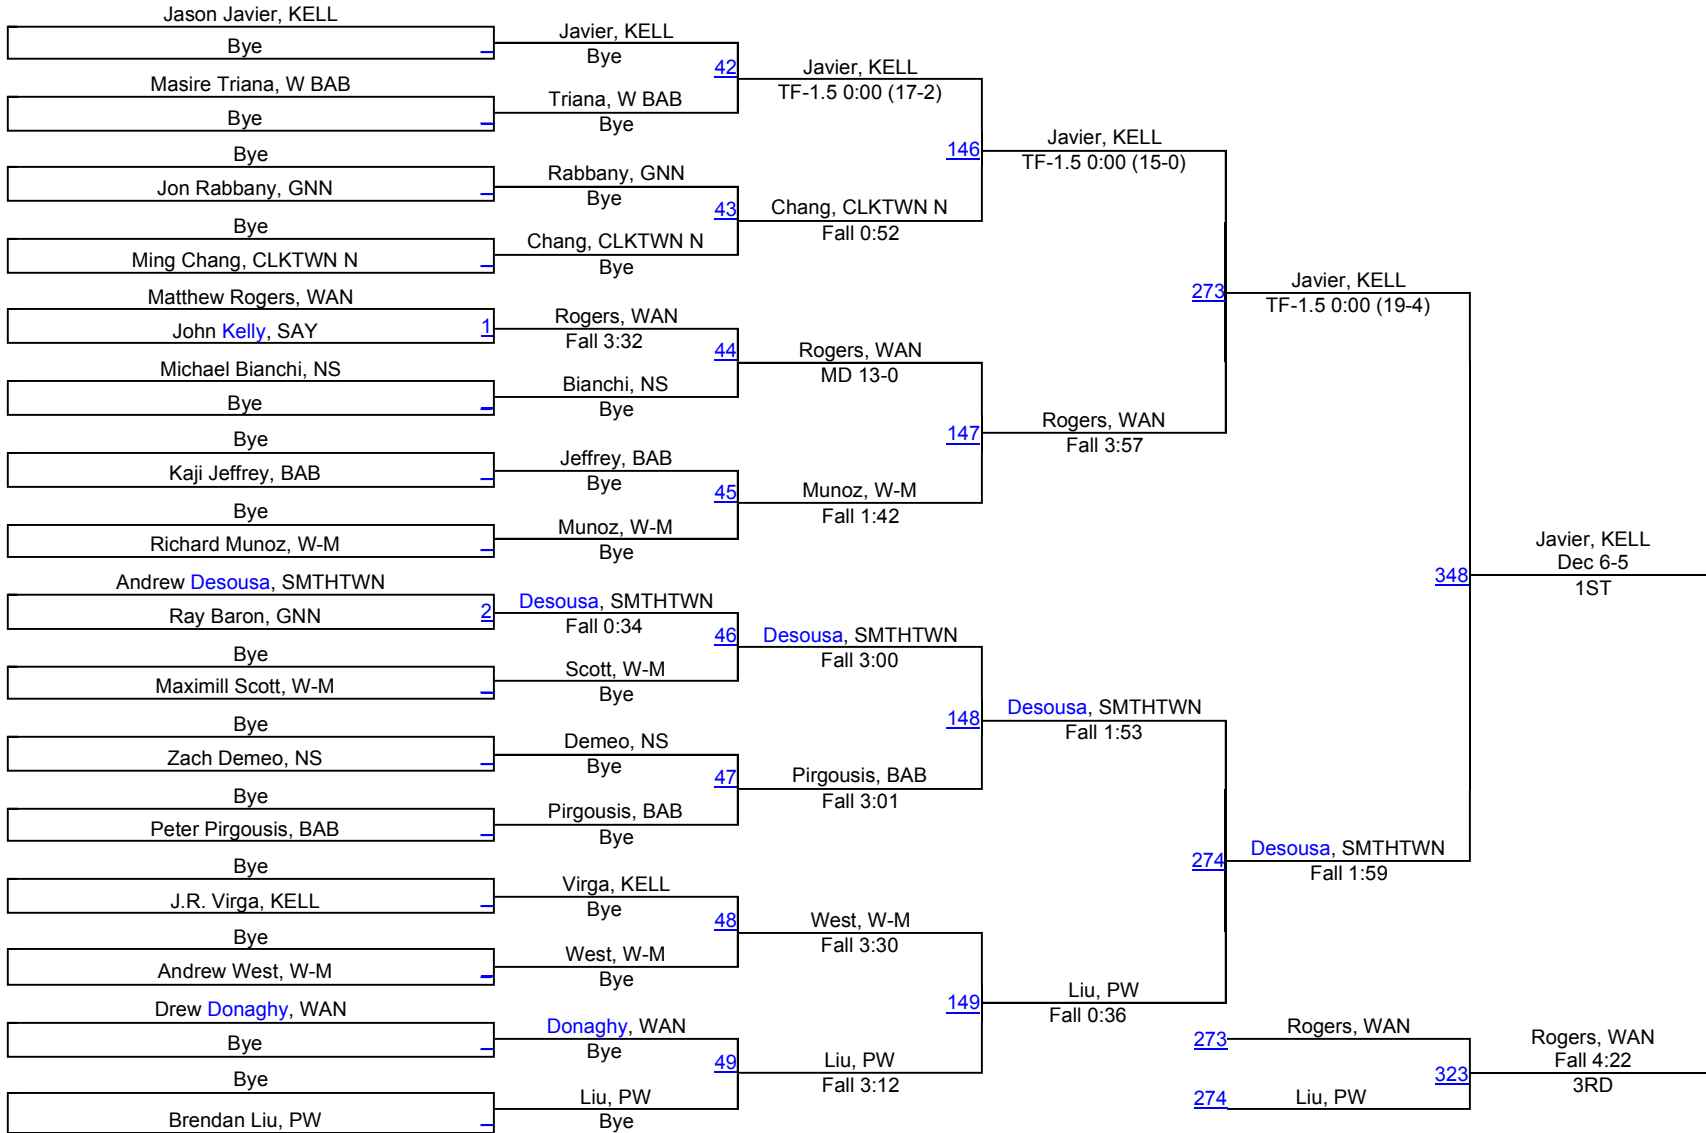 Jason Javier, KELL
Bye
Masire Triana, W BAB
Bye
Bye
Jon Rabbany, GNN
Bye
Ming Chang, CLKTWN N
Matthew Rogers, WAN
John Kelly, SAY 1
Michael Bianchi, NS
Bye
Bye
Kaji Jeffrey, BAB
Bye
Richard Munoz, W-M
Andrew Desousa, SMTHTWN
Ray Baron, GNN 2
Bye
Maximill Scott, W-M
Bye
Zach Demeo, NS
Bye
Peter Pirgousis, BAB
Bye
J.R. Virga, KELL
Bye
Andrew West, W-M
Drew Donaghy, WAN
Bye
Bye
Brendan Liu, PW
Javier, KELL
Bye
42
Triana, W BAB
Bye
Rabbany, GNN
Bye
43
Chang, CLKTWN N
Bye
Rogers, WAN
Fall 3:32
44
Bianchi, NS
Bye
Jeffrey, BAB
Bye
45
Munoz, W-M
Bye
Desousa, SMTHTWN
Fall 0:34
46
Scott, W-M
Bye
Demeo, NS
Bye
47
Pirgousis, BAB
Bye
Virga, KELL
Bye
48
West, W-M
Bye
Donaghy, WAN
Bye
49
Liu, PW
Bye
Javier, KELL
TF-1.5 0:00 (17-2)
146
Chang, CLKTWN N
Fall 0:52
Rogers, WAN
MD 13-0
147
Munoz, W-M
Fall 1:42
Desousa, SMTHTWN
Fall 3:00
148
Pirgousis, BAB
Fall 3:01
West, W-M
Fall 3:30
149
Liu, PW
Fall 3:12
Javier, KELL
TF-1.5 0:00 (15-0)
273
Rogers, WAN
Fall 3:57
Desousa, SMTHTWN
Fall 1:53
274
Liu, PW
Fall 0:36
Javier, KELL
TF-1.5 0:00 (19-4)
348
Desousa, SMTHTWN
Fall 1:59
Javier, KELL
Dec 6-5
1ST
273 Rogers, WAN
323
274 Liu, PW
Rogers, WAN
Fall 4:22
3RD